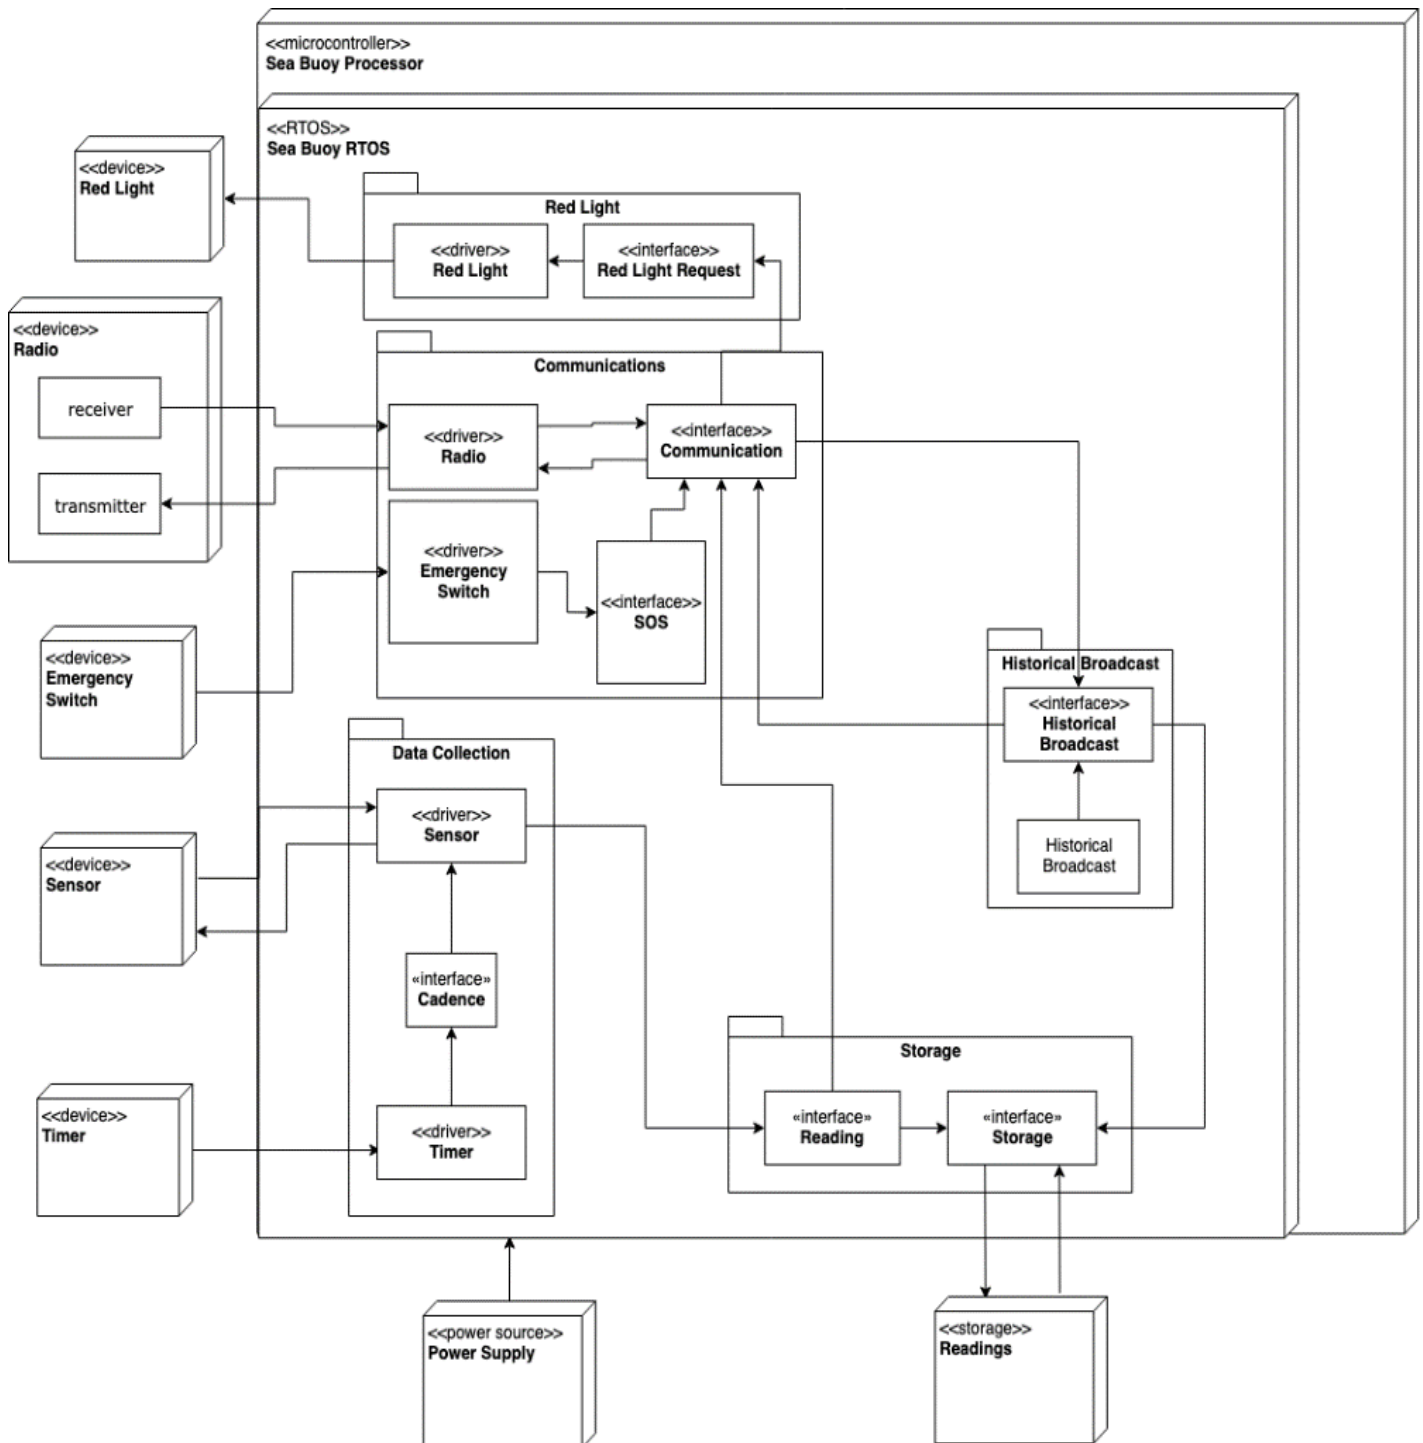 <<microcontroller>>
Sea Buoy Processor
<<RTOS>>
Sea Buoy RTOS
<<device>>
Red Light
Red Light
<<driver>>
Red Light
<<interface>>
Red Light Request
<<device>>
Radio
receiver
transmitter
Communications
<<driver>>
Radio
<<interface>>
Communication
<<driver>>
Emergency
Switch
<<interface>>
SOS
<<device>>
Emergency
Switch
Historical Broadcast
<<interface>>
Historical
Broadcast
Historical
Broadcast
Data Collection
<<driver>>
Sensor
<<device>>
Sensor
«interface»
Cadence
<<driver>>
Timer
<<device>>
Timer
Storage
«interface»
Reading
«interface»
Storage
<<power source>>
Power Supply
<<storage>>
Readings